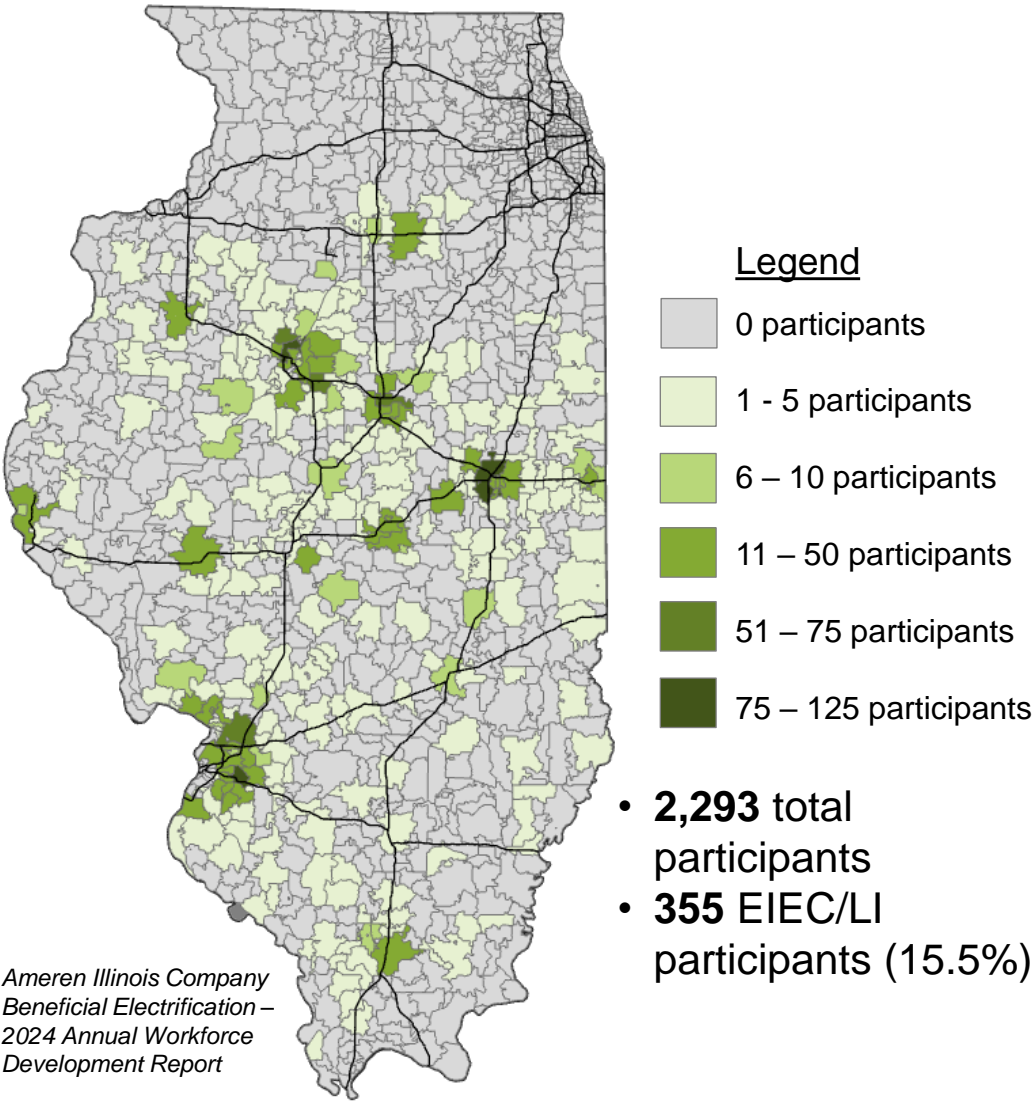 Legend
0 participants
1 - 5 participants
6 – 10 participants
11 – 50 participants
51 – 75 participants
75 – 125 participants
• 2,293 total
participants
• 355 EIEC/LI
participants (15.5%)
Ameren Illinois Company
Beneficial Electrification –
2024 Annual Workforce
Development Report